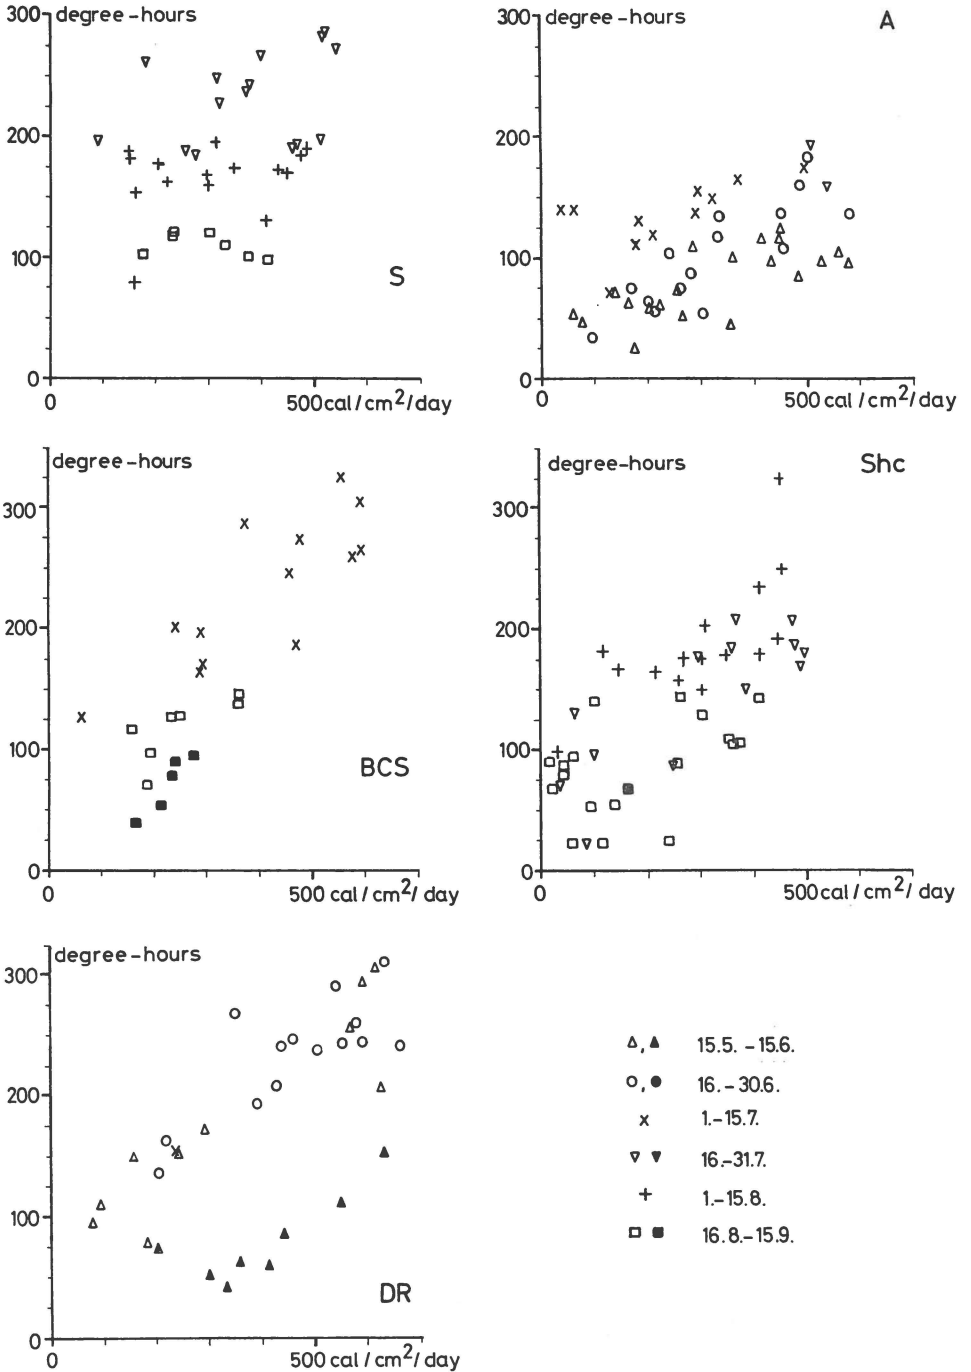 300 degree-hours
200
100
S
0
0 500 cal/cm²/day
300 degree-hours
A
200
100
0
0 500 cal/cm²/day
degree-hours
300
200
100
BCS
0
0 500 cal/cm²/day
degree-hours Shc
300
200
100
0
0 500 cal/cm²/day
degree-hours
300
200
100
DR
0
0 500 cal/cm²/day
15.5. -15.6.
16. - 30.6.
1. - 15.7.
16. - 31.7.
1. - 15.8.
16.8. - 15.9.